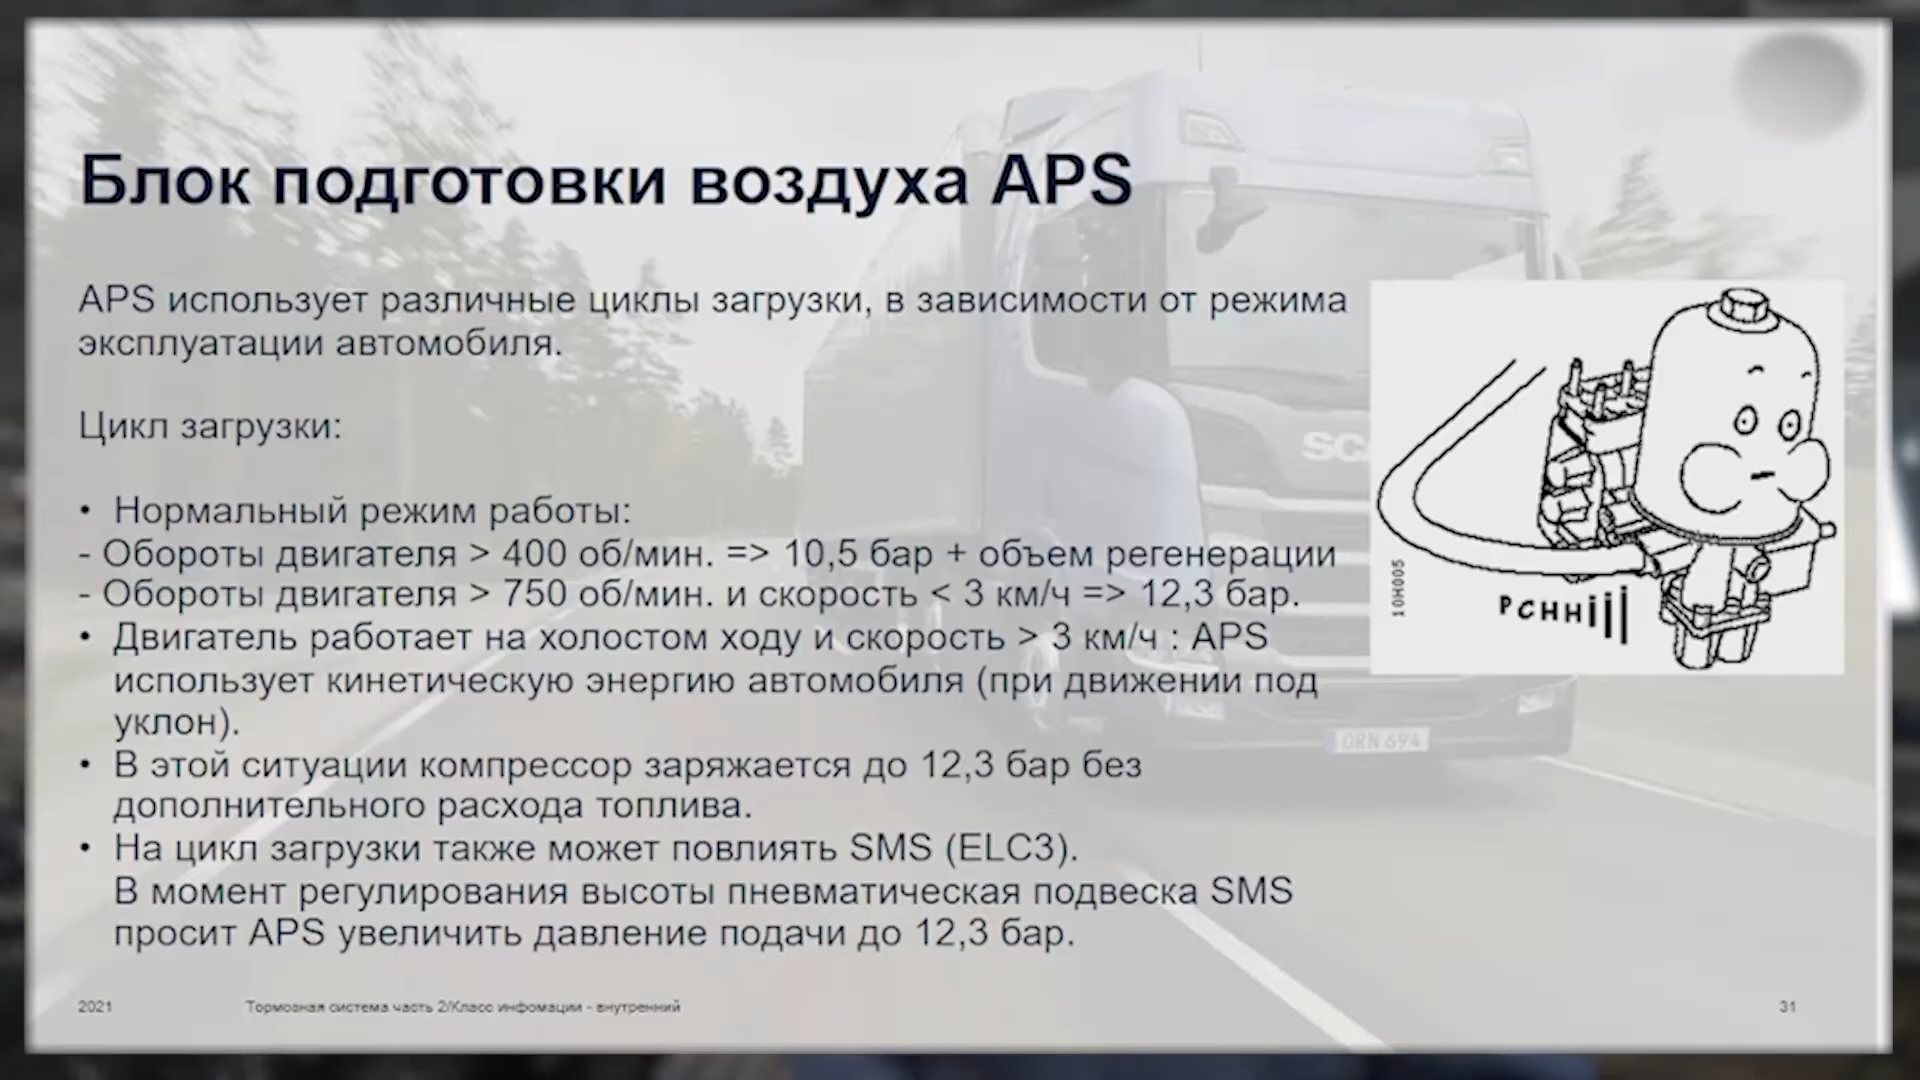 Блок подготовки воздуха APS
APS использует различные циклы загрузки, в зависимости от режима
эксплуатации автомобиля.
Цикл загрузки:
• Нормальный режим работы:
- Обороты двигателя > 400 об/мин. => 10,5 бар + объем регенерации
- Обороты двигателя > 750 об/мин. и скорость < 3 км/ч => 12,3 бар.
• Двигатель работает на холостом ходу и скорость > 3 км/ч : APS
использует кинетическую энергию автомобиля (при движении под
уклон).
• В этой ситуации компрессор заряжается до 12,3 бар без
дополнительного расхода топлива.
• На цикл загрузки также может повлиять SMS (ELC3).
В момент регулирования высоты пневматическая подвеска SMS
просит APS увеличить давление подачи до 12,3 бар.
SC
10H005
PCHHiij
ORN 694
2021
Тормозная система часть 2/Класс инфомации - внутренний
31